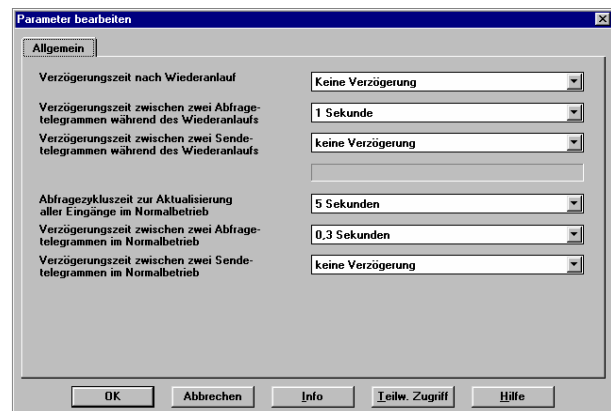 Parameter bearbeiten
Allgemein
Verzögerungszeit nach Wiederanlauf
Keine Verzögerung
Verzögerungszeit zwischen zwei Abfrage-
telegrammen während des Wiederanlaufs
1 Sekunde
Verzögerungszeit zwischen zwei Sende-
telegrammen während des Wiederanlaufs
keine Verzögerung
Abfragezykluszeit zur Aktualisierung
aller Eingänge im Normalbetrieb
5 Sekunden
Verzögerungszeit zwischen zwei Abfrage-
telegrammen im Normalbetrieb
0,3 Sekunden
Verzögerungszeit zwischen zwei Sende-
telegrammen im Normalbetrieb
keine Verzögerung
OK
Abbrechen
Info
Teilw. Zugriff
Hilfe